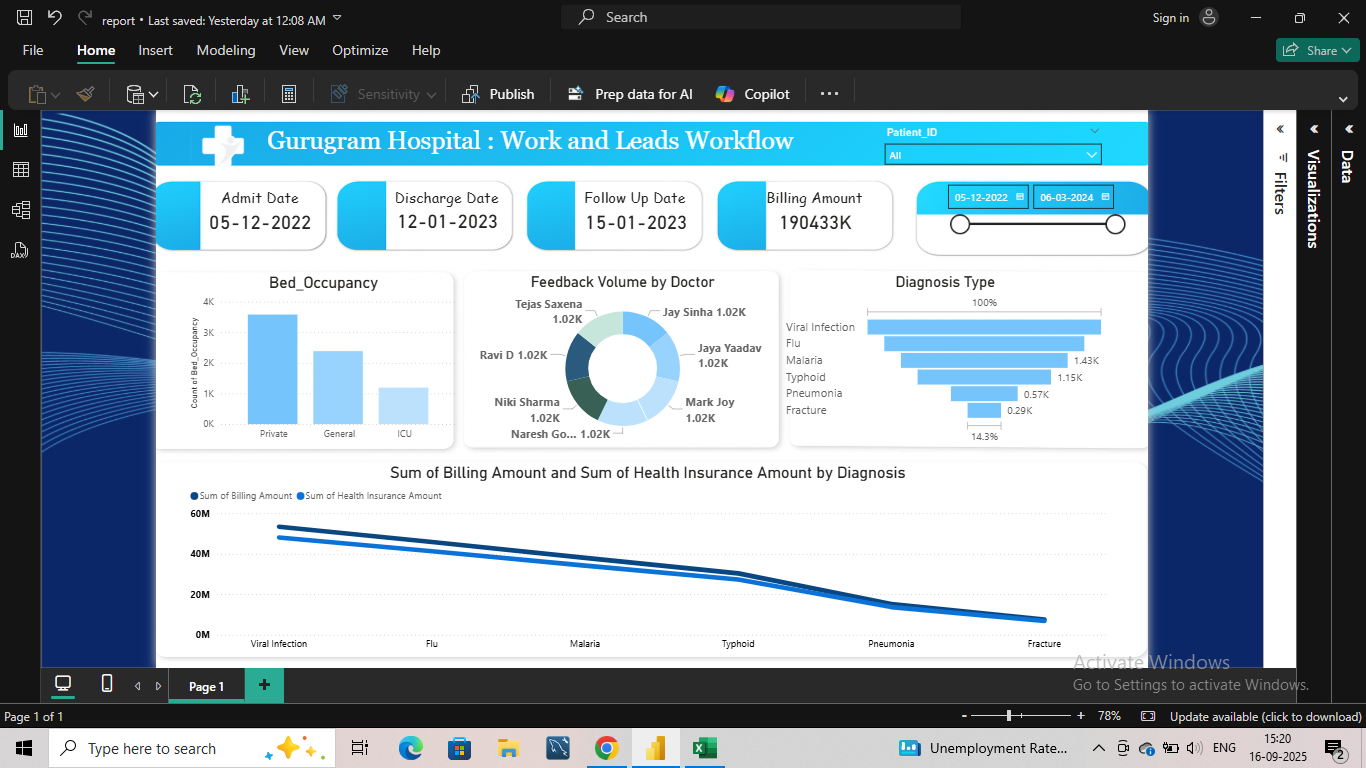 report • Last saved: Yesterday at 12:08 AM
Search
Sign in
File Home Insert Modeling View Optimize Help
Share
Sensitivity
Publish
Prep data for AI
Copilot
Gurugram Hospital : Work and Leads Workflow
Patient_ID
All
Admit Date
05-12-2022
Discharge Date
12-01-2023
Follow Up Date
15-01-2023
Billing Amount
190433K
05-12-2022
06-03-2024
Filters
Visualizations
Data
Bed_Occupancy
Count of Bed_Occupancy
4K
3K
2K
1K
0K
Private General ICU
Feedback Volume by Doctor
Tejas Saxena
1.02K
Jay Sinha 1.02K
Ravi D 1.02K
Jaya Yaadav
1.02K
Niki Sharma
1.02K
Mark Joy
1.02K
Naresh Go... 1.02K
Diagnosis Type
100%
Viral Infection
Flu
Malaria 1.43K
Typhoid 1.15K
Pneumonia 0.57K
Fracture 0.29K
14.3%
Sum of Billing Amount and Sum of Health Insurance Amount by Diagnosis
Sum of Billing Amount Sum of Health Insurance Amount
60M
40M
20M
0M
Viral Infection Flu Malaria Typhoid Pneumonia Fracture
Activate Windows
Go to Settings to activate Windows.
Page 1
+
Page 1 of 1
- + 78%
Update available (click to download)
Type here to search
Unemployment Rate...
ENG
15:20
16-09-2025
2